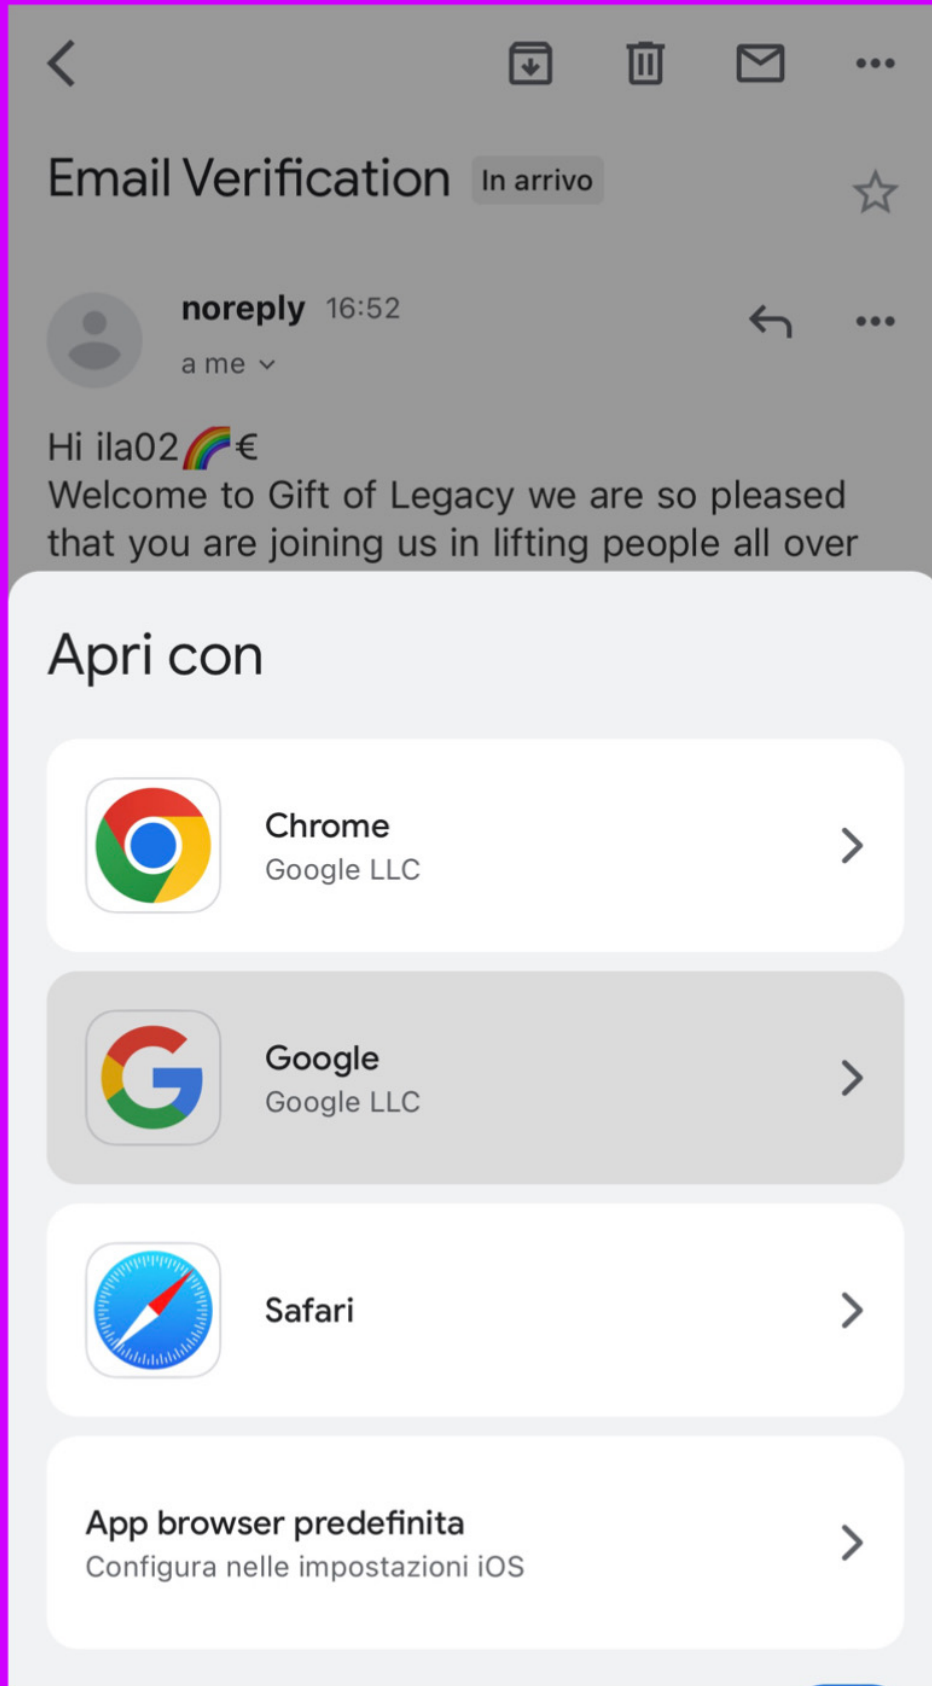 Email Verification In arrivo
noreply 16:52
a me
Hi ila02🌈€
Welcome to Gift of Legacy we are so pleased
that you are joining us in lifting people all over
Apri con
Chrome
Google LLC
Google
Google LLC
Safari
App browser predefinita
Configura nelle impostazioni iOS